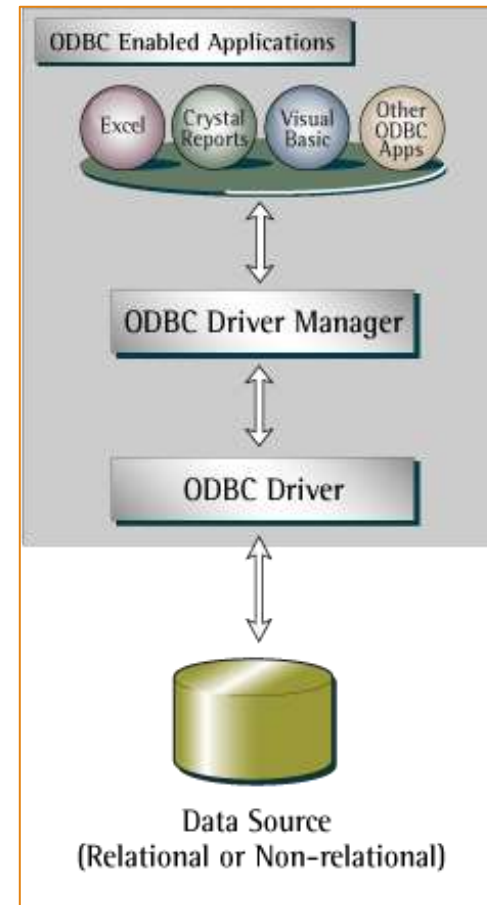 ODBC Enabled Applications
Excel
Crystal
Reports
Visual
Basic
Other
ODBC
Apps
ODBC Driver Manager
ODBC Driver
Data Source
(Relational or Non-relational)